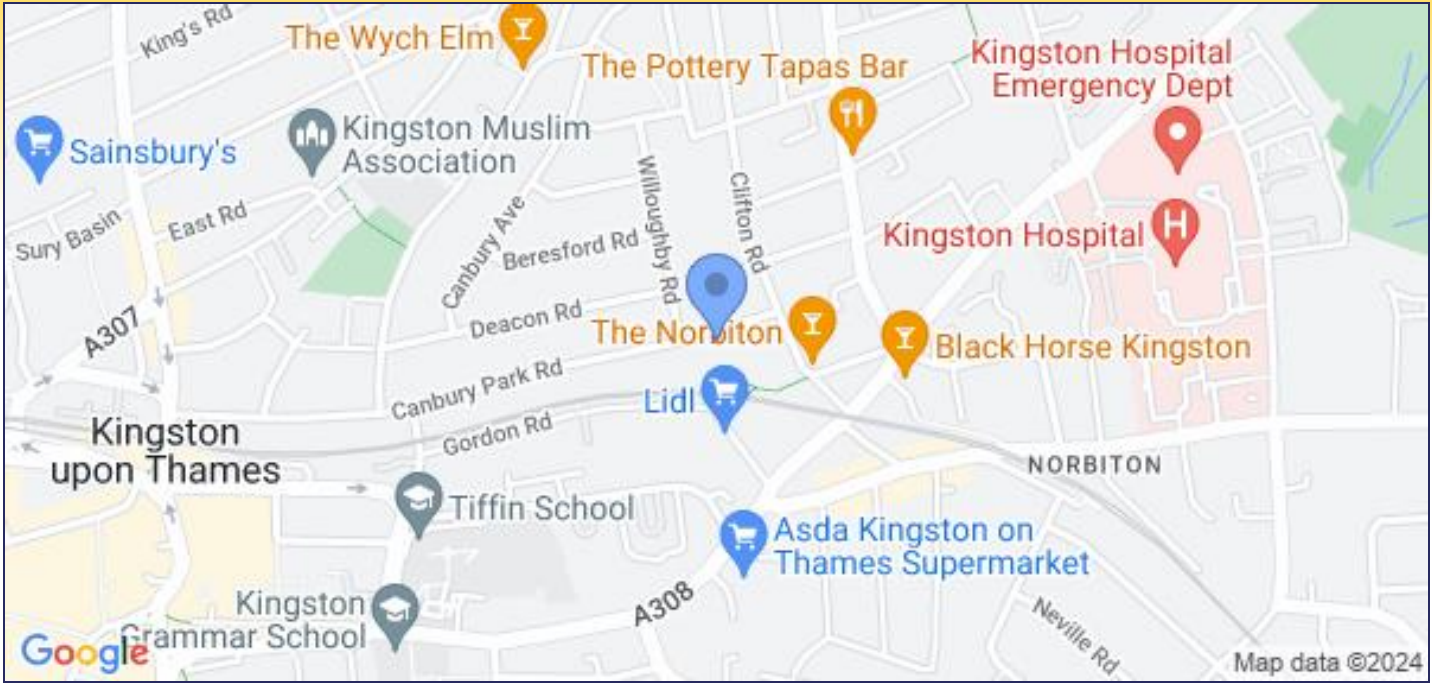 King's Rd
The Wych Elm
The Pottery Tapas Bar
Kingston Hospital
Emergency Dept
Sainsbury's
Kingston Muslim
Association
Willoughby Rd
Clifton Rd
East Rd
Sury Basin
Canbury Ave
Beresford Rd
Kingston Hospital
H
A307
Deacon Rd
The Norbiton
Black Horse Kingston
Canbury Park Rd
Lidl
Gordon Rd
Kingston
upon Thames
NORBITON
Tiffin School
Asda Kingston on
Thames Supermarket
A308
Kingston
Grammar School
Neville Rd
Google
Map data ©2024